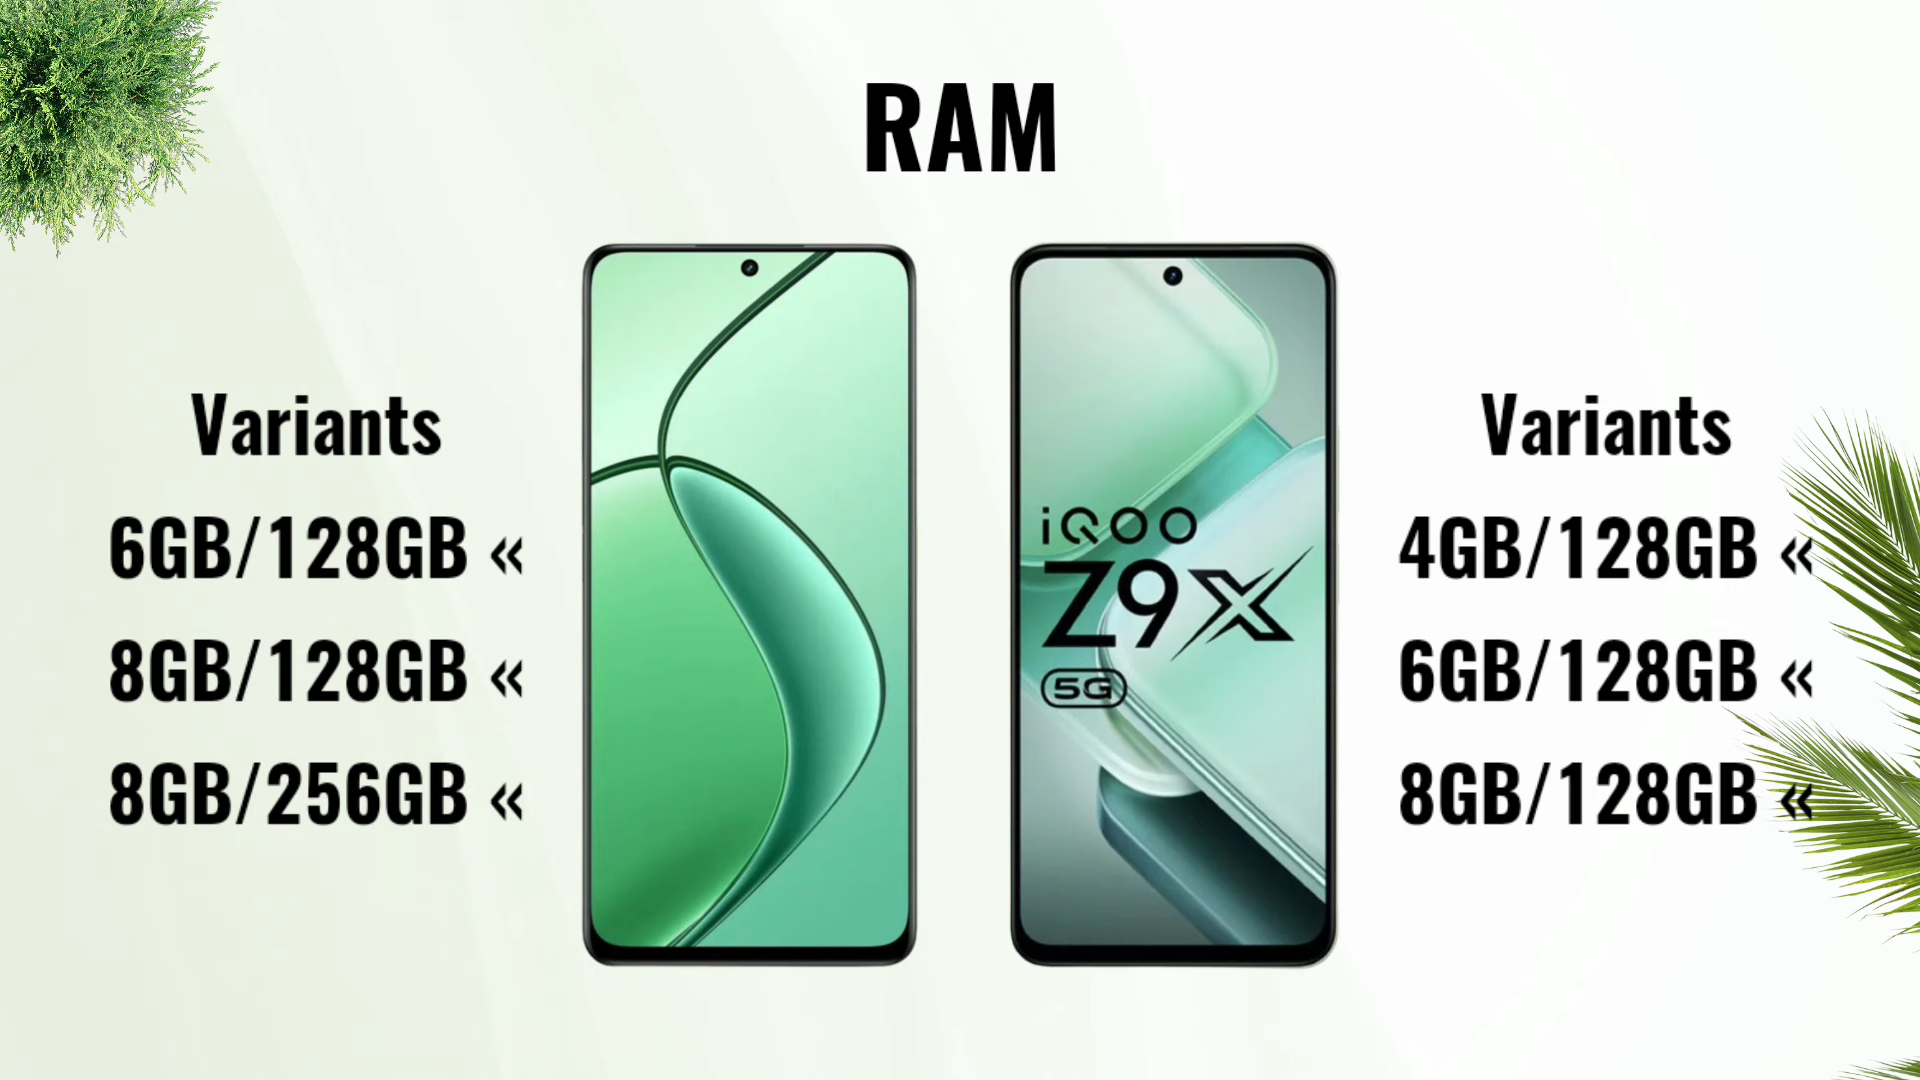 RAM
Variants
6GB/128GB «
8GB/128GB «
8GB/256GB «
iQOO
Z9X
5G
Variants
4GB/128GB «
6GB/128GB «
8GB/128GB «